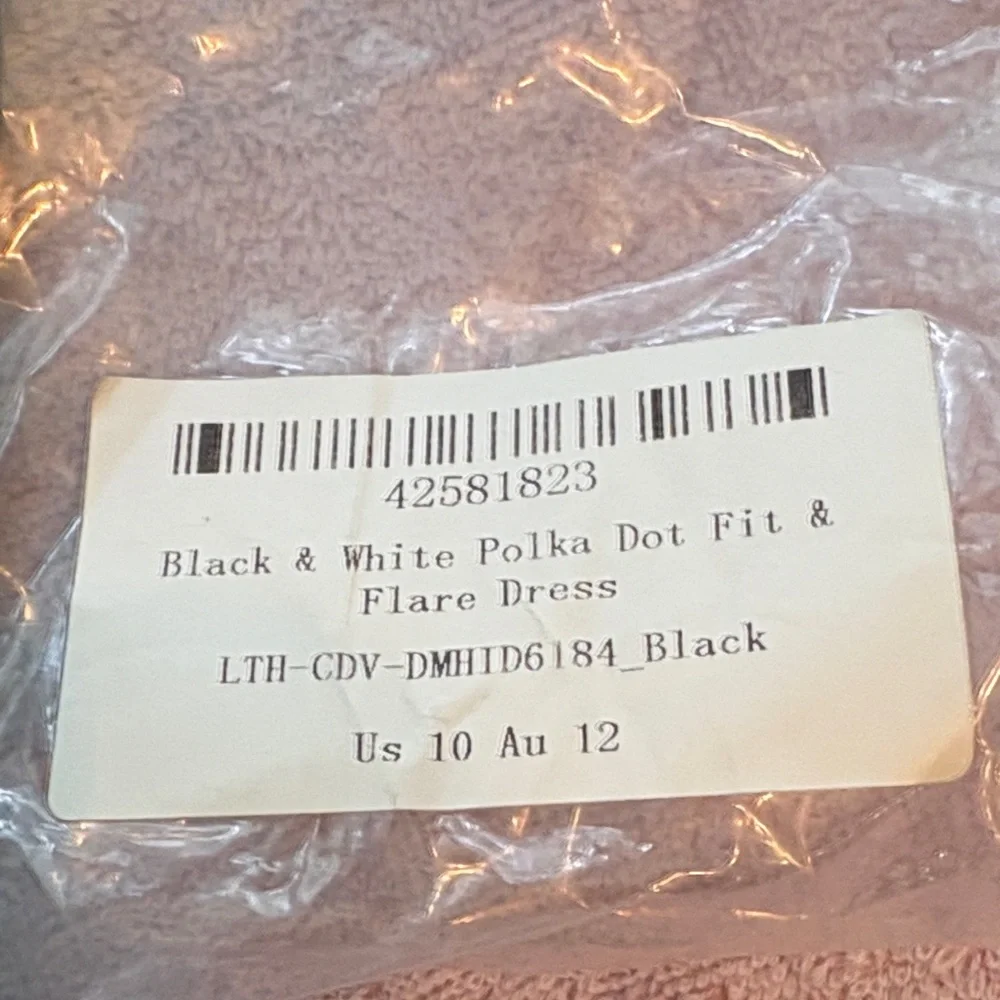 42581823
Black & White Polka Dot Fit &
Flare Dress
LTH-CDV-DMHID6184_Black
Us 10 Au 12